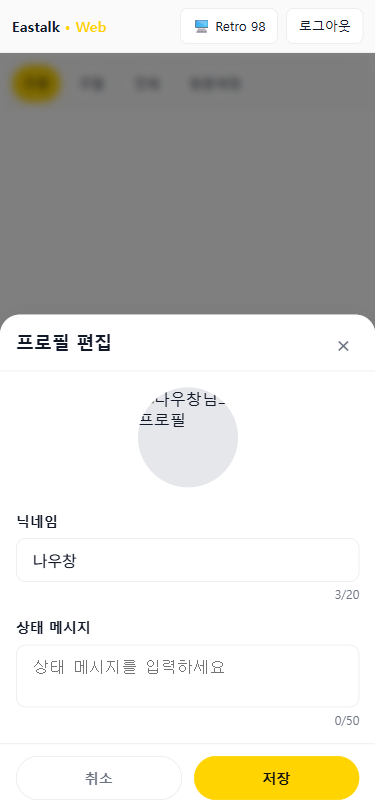 Eastalk • Web
Retro 98
로그아웃
프로필 편집
×
나우창님
프로필
닉네임
나우창
3/20
상태 메시지
상태 메시지를 입력하세요
0/50
취소
저장